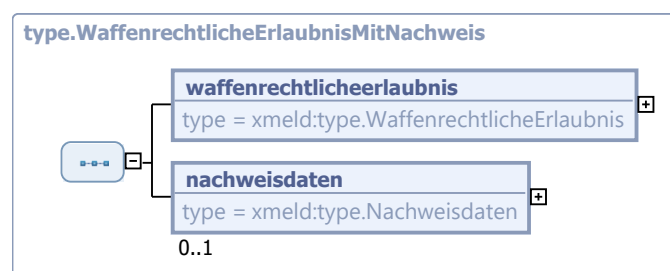 type.WaffenrechtlicheErlaubnisMitNachweis
waffenrechtlicheerlaubnis
type = xmeld:type.WaffenrechtlicheErlaubnis
nachweisdaten
type = xmeld:type.Nachweisdaten
0..1